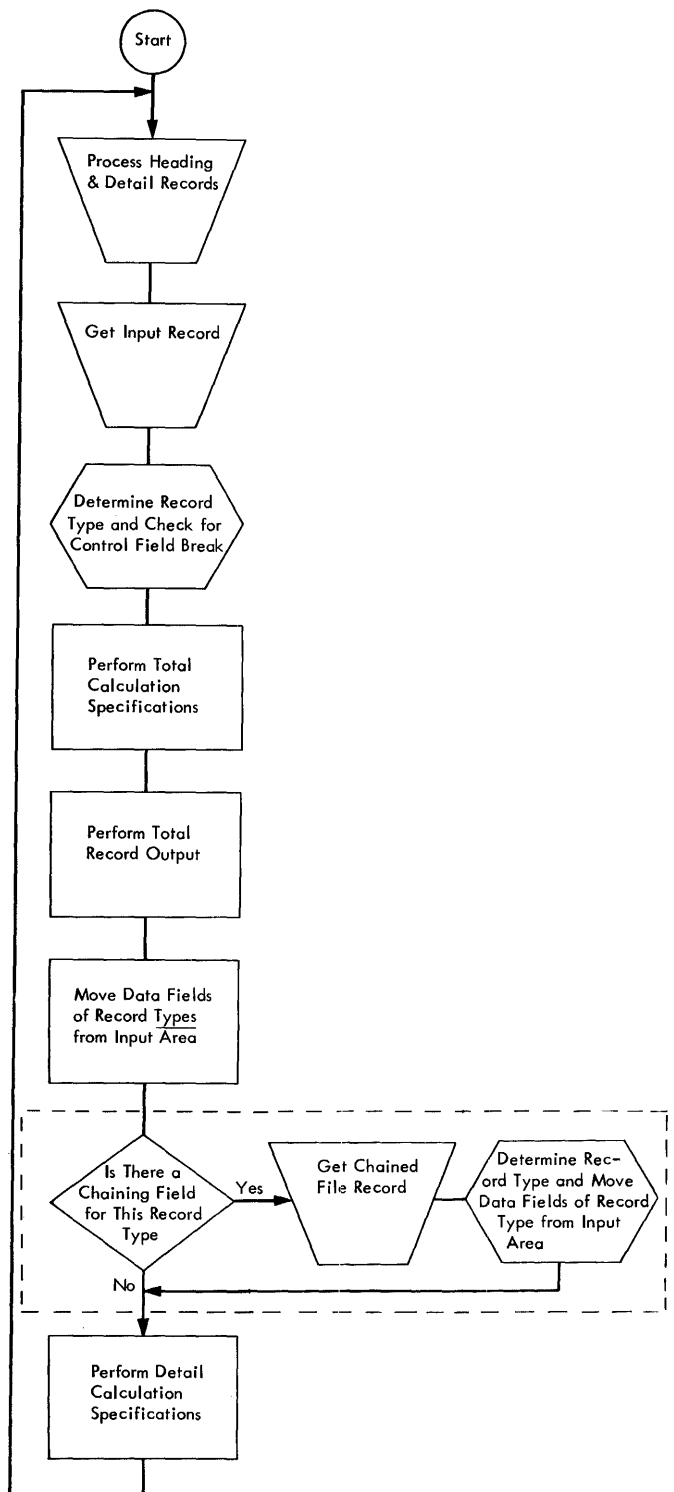 Start
Process Heading
& Detail Records
Get Input Record
Determine Record
Type and Check for
Control Field Break
Perform Total
Calculation
Specifications
Perform Total
Record Output
Move Data Fields
of Record Types
from Input Area
Is There a
Chaining Field
for This Record
Type
Yes
Get Chained
File Record
Determine Rec-
ord Type and Move
Data Fields of Record
Type from Input
Area
No
Perform Detail
Calculation
Specifications